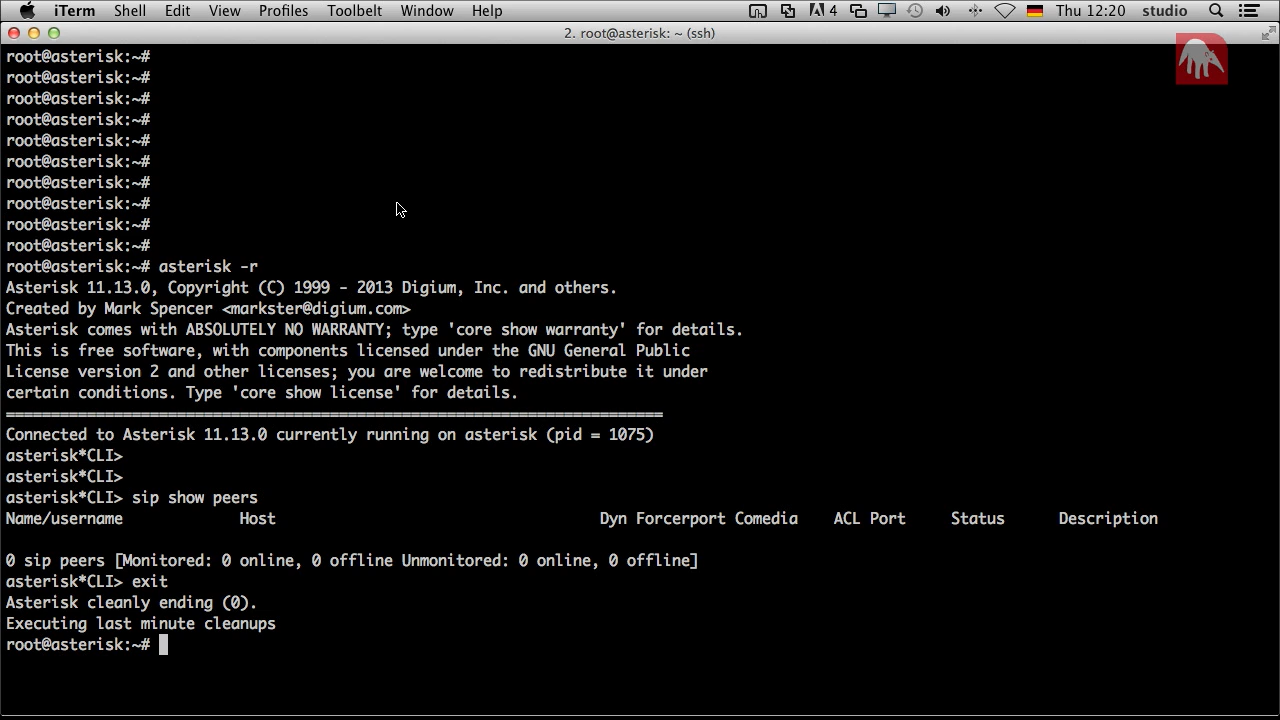 iTerm Shell Edit View Profiles Toolbelt Window Help 4 Thu 12:20 studio
2. root@asterisk: ~ (ssh)
root@asterisk:~#
root@asterisk:~#
root@asterisk:~#
root@asterisk:~#
root@asterisk:~#
root@asterisk:~#
root@asterisk:~#
root@asterisk:~#
root@asterisk:~#
root@asterisk:~#
root@asterisk:~# asterisk -r
Asterisk 11.13.0, Copyright (C) 1999 - 2013 Digium, Inc. and others.
Created by Mark Spencer <markster@digium.com>
Asterisk comes with ABSOLUTELY NO WARRANTY; type 'core show warranty' for details.
This is free software, with components licensed under the GNU General Public
License version 2 and other licenses; you are welcome to redistribute it under
certain conditions. Type 'core show license' for details.
=========================================================================
Connected to Asterisk 11.13.0 currently running on asterisk (pid = 1075)
asterisk*CLI>
asterisk*CLI>
asterisk*CLI> sip show peers
Name/username Host Dyn Forcerport Comedia ACL Port Status Description
0 sip peers [Monitored: 0 online, 0 offline Unmonitored: 0 online, 0 offline]
asterisk*CLI> exit
Asterisk cleanly ending (0).
Executing last minute cleanups
root@asterisk:~#